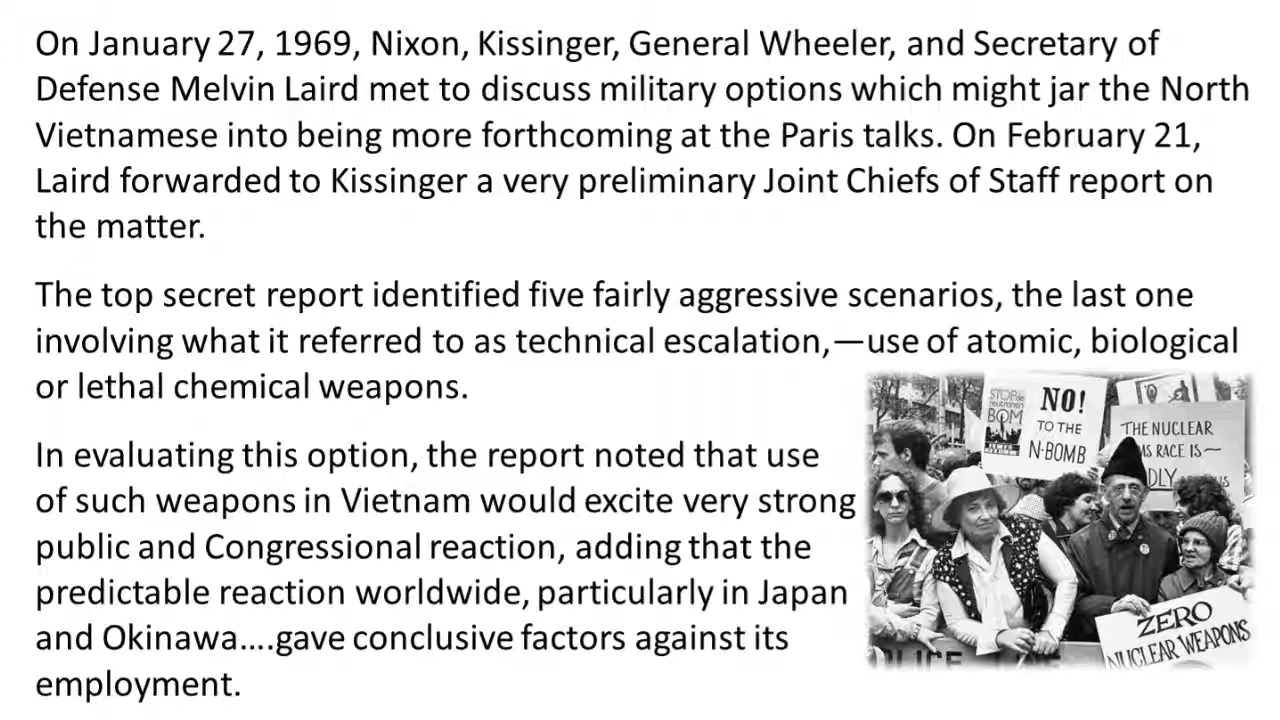 On January 27, 1969, Nixon, Kissinger, General Wheeler, and Secretary of
Defense Melvin Laird met to discuss military options which might jar the North
Vietnamese into being more forthcoming at the Paris talks. On February 21,
Laird forwarded to Kissinger a very preliminary Joint Chiefs of Staff report on
the matter.
The top secret report identified five fairly aggressive scenarios, the last one
involving what it referred to as technical escalation,—use of atomic, biological
or lethal chemical weapons.
In evaluating this option, the report noted that use
of such weapons in Vietnam would excite very strong
public and Congressional reaction, adding that the
predictable reaction worldwide, particularly in Japan
and Okinawa....gave conclusive factors against its
employment.
STOP
BOM
NO!
TO THE
N-BOMB
THE NUCLEAR
RACE IS—
ZERO
NUCLEAR WEAPONS